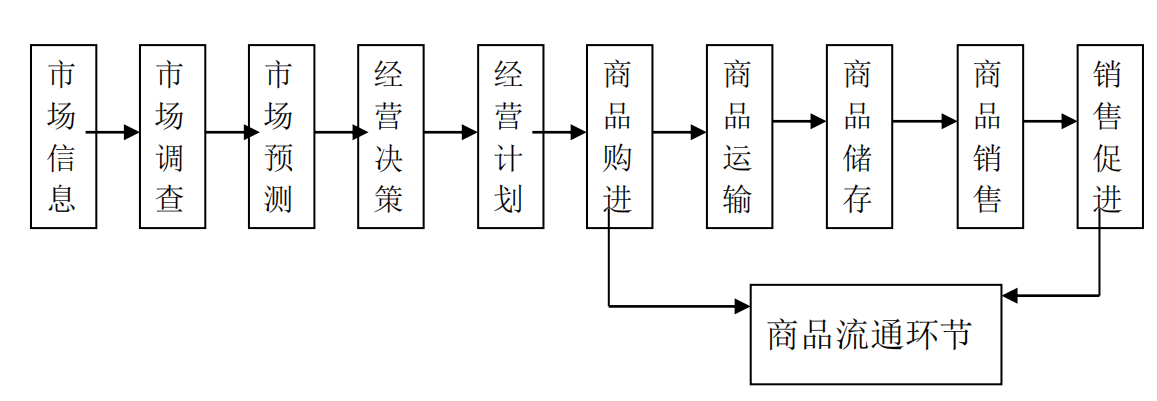 市场信息
市场调查
市场预测
经营决策
经营计划
商品购进
商品运输
商品储存
商品销售
销售促进
商品流通环节